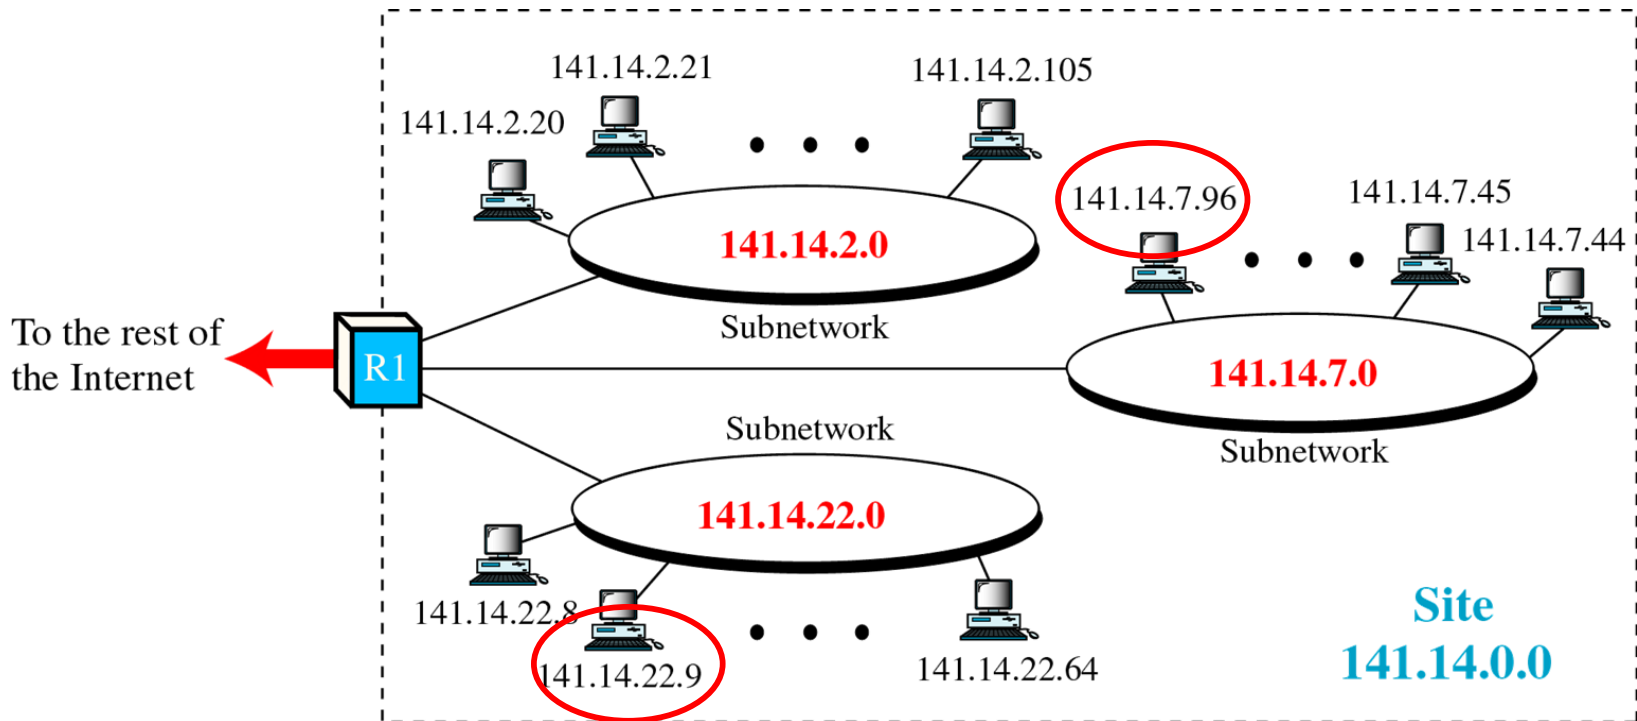 141.14.2.21
141.14.2.105
141.14.2.20
141.14.7.96
141.14.7.45
141.14.7.44
141.14.2.0
Subnetwork
To the rest of
the Internet
R1
141.14.7.0
Subnetwork
Subnetwork
141.14.22.0
141.14.22.8
141.14.22.9
141.14.22.64
Site
141.14.0.0